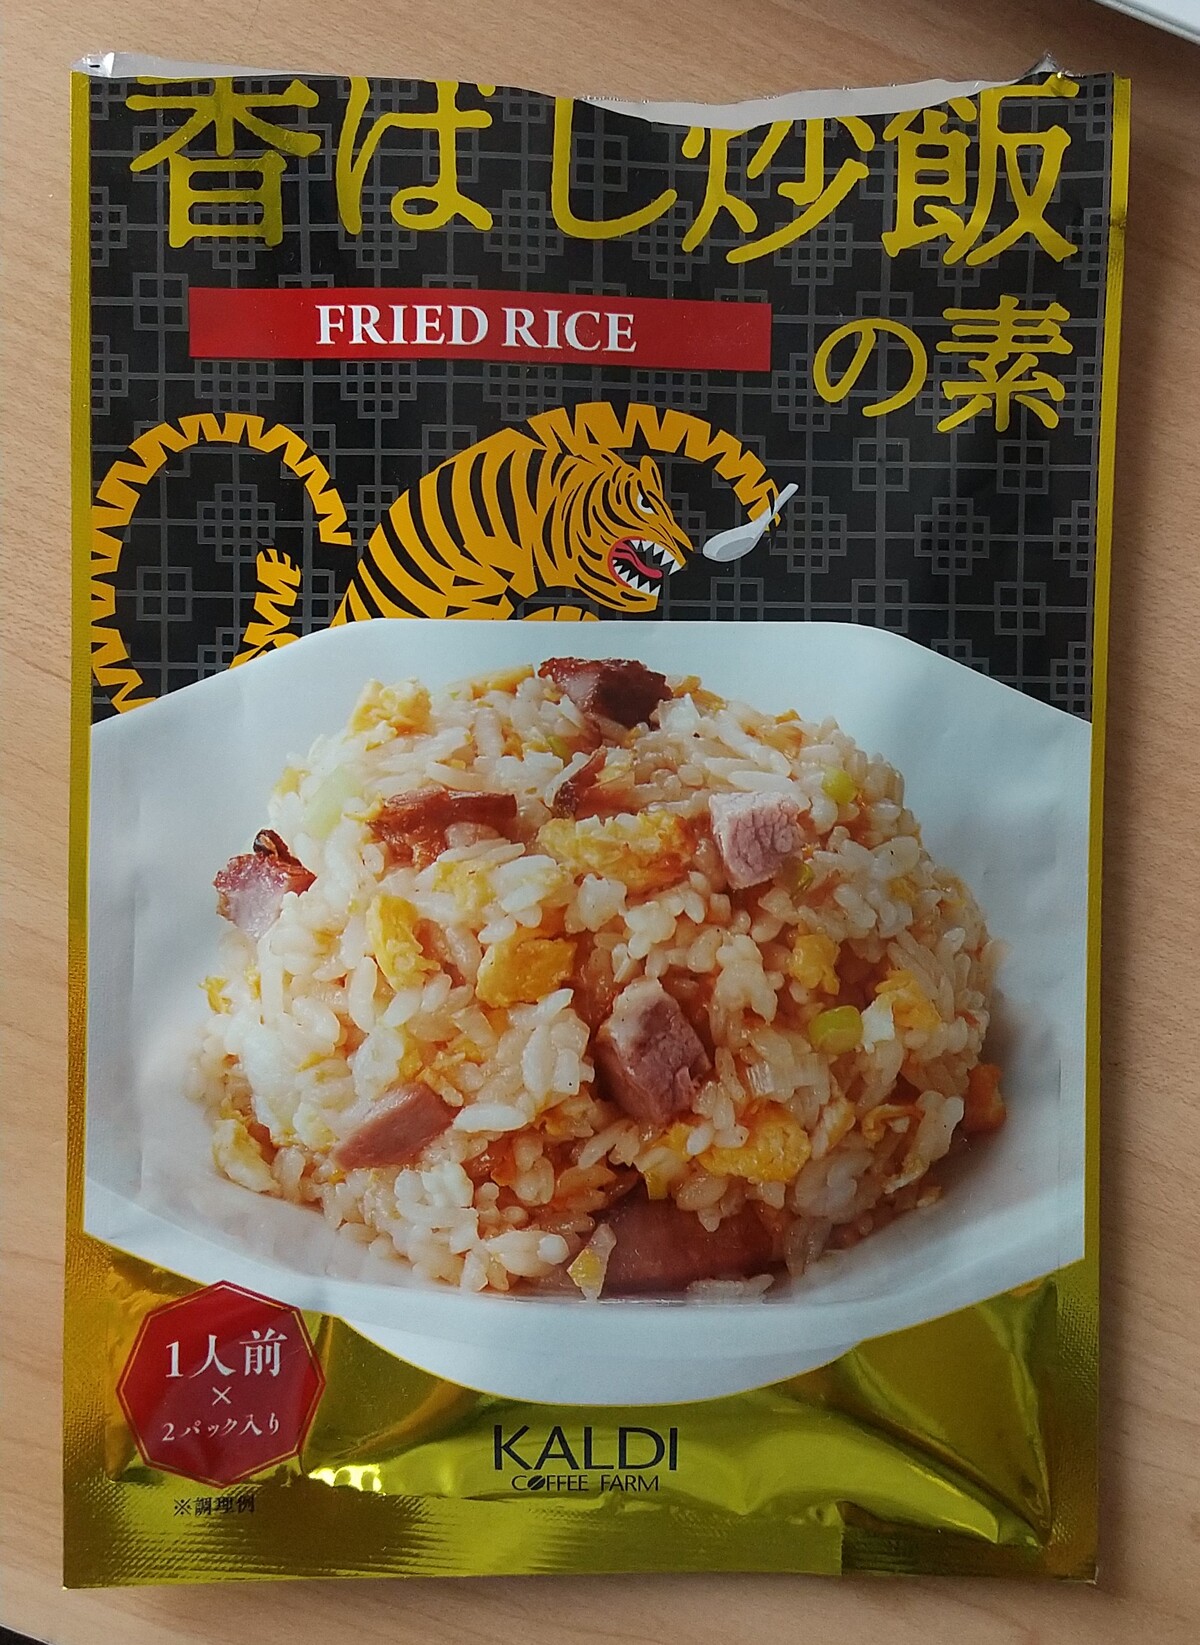 香ばし炒飯
の素
FRIED RICE
1人前
×
2パック入り
※調理例
KALDI
COFFEE FARM